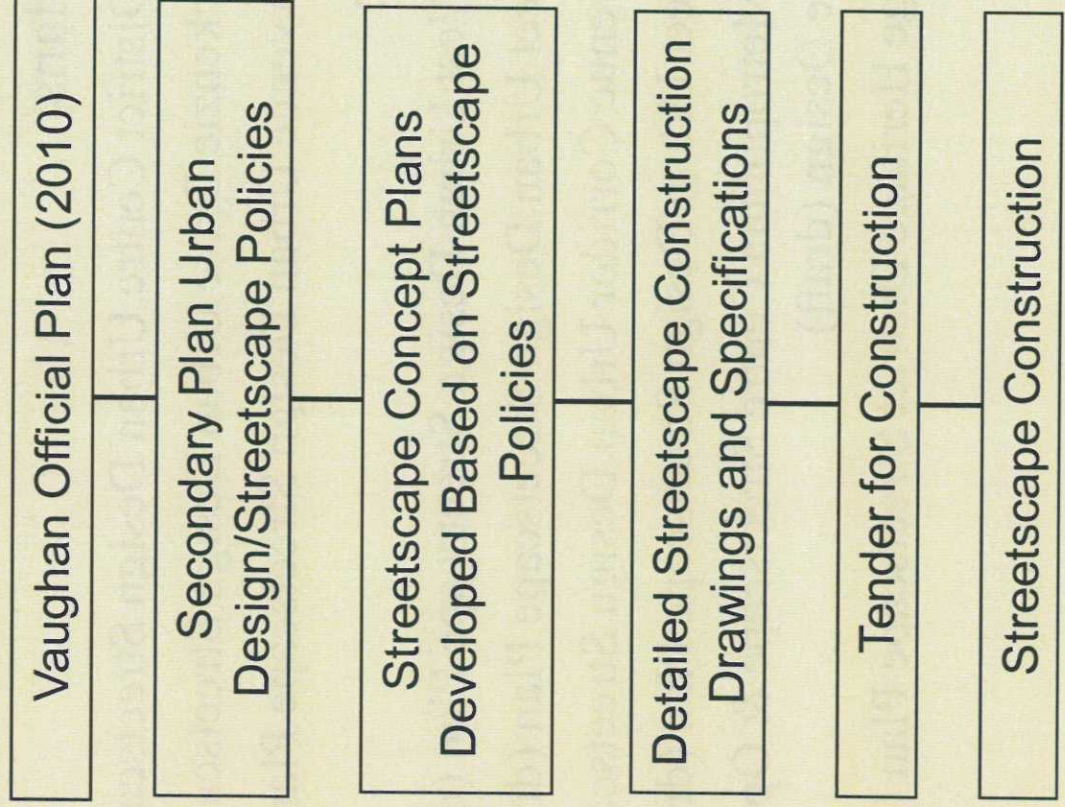 Vaughan Official Plan (2010)
Secondary Plan Urban
Design/Streetscape Policies
Streetscape Concept Plans
Developed Based on Streetscape
Policies
Detailed Streetscape Construction
Drawings and Specifications
Tender for Construction
Streetscape Construction